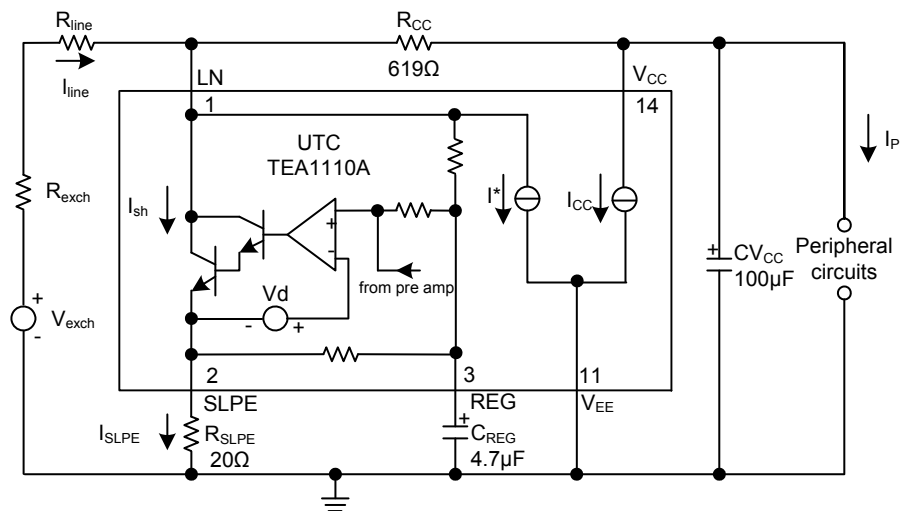 Rline
RCC
619Ω
Iline
LN
VCC
1
14
UTC
TEA1110A
IP
Rexch
Ish
I*
ICC
+
-
+
Peripheral
circuits
CVCC
100µF
from pre amp
Vd
-
+
+
Vexch
-
2
3
11
SLPE
REG
VEE
ISLPE
RSLPE
20Ω
+
CREG
4.7µF